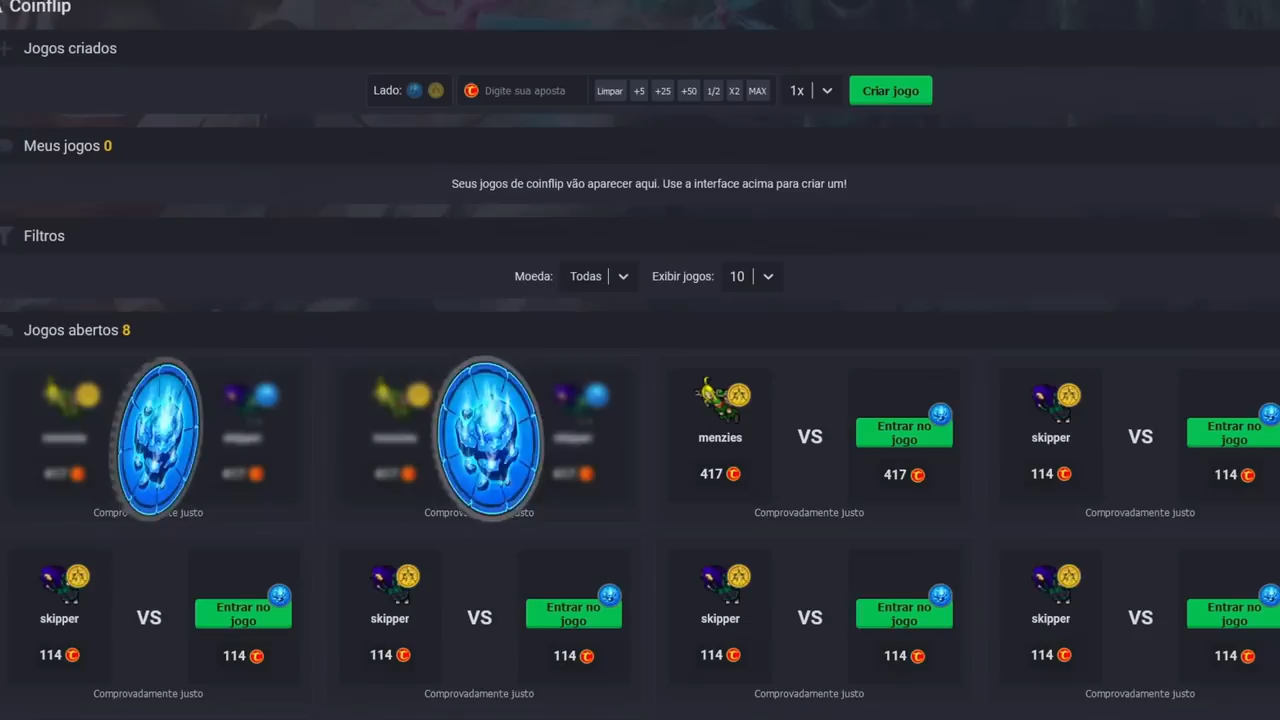 Coinflip
Jogos criados
Lado: Digite sua aposta Limpar +5 +25 +50 1/2 X2 MAX 1x Criar jogo
Meus jogos 0
Seus jogos de coinflip vão aparecer aqui. Use a interface acima para criar um!
Filtros
Moeda: Todas Exibir jogos: 10
Jogos abertos 8
menzies VS Entrar no jogo
417 417
skipper VS Entrar no jogo
114 114
justo
justo
Comprovadamente justo
Comprovadamente justo
skipper VS Entrar no jogo
114 114
skipper VS Entrar no jogo
114 114
skipper VS Entrar no jogo
114 114
skipper VS Entrar no jogo
114 114
Comprovadamente justo
Comprovadamente justo
Comprovadamente justo
Comprovadamente justo